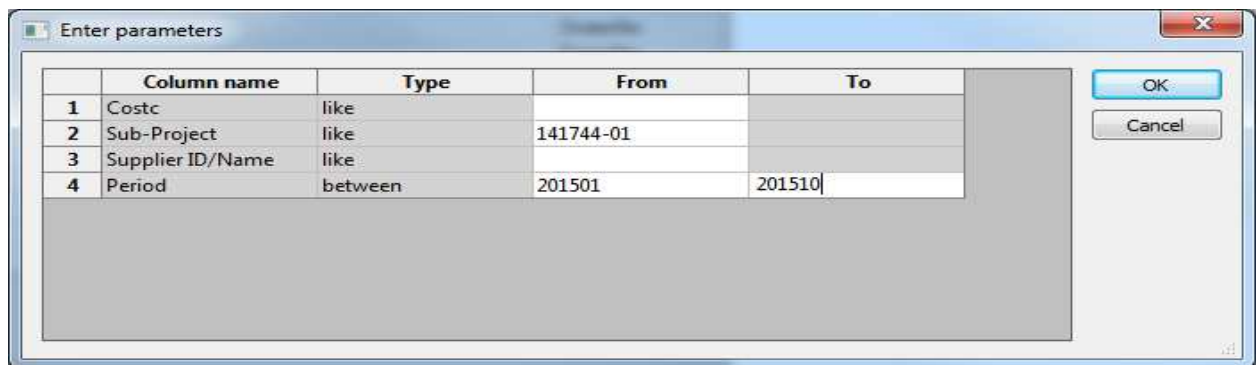 Enter parameters
Column name Type From To
OK
1 Costc like
2 Sub-Project like 141744-01
Cancel
3 Supplier ID/Name like
4 Period between 201501 201510